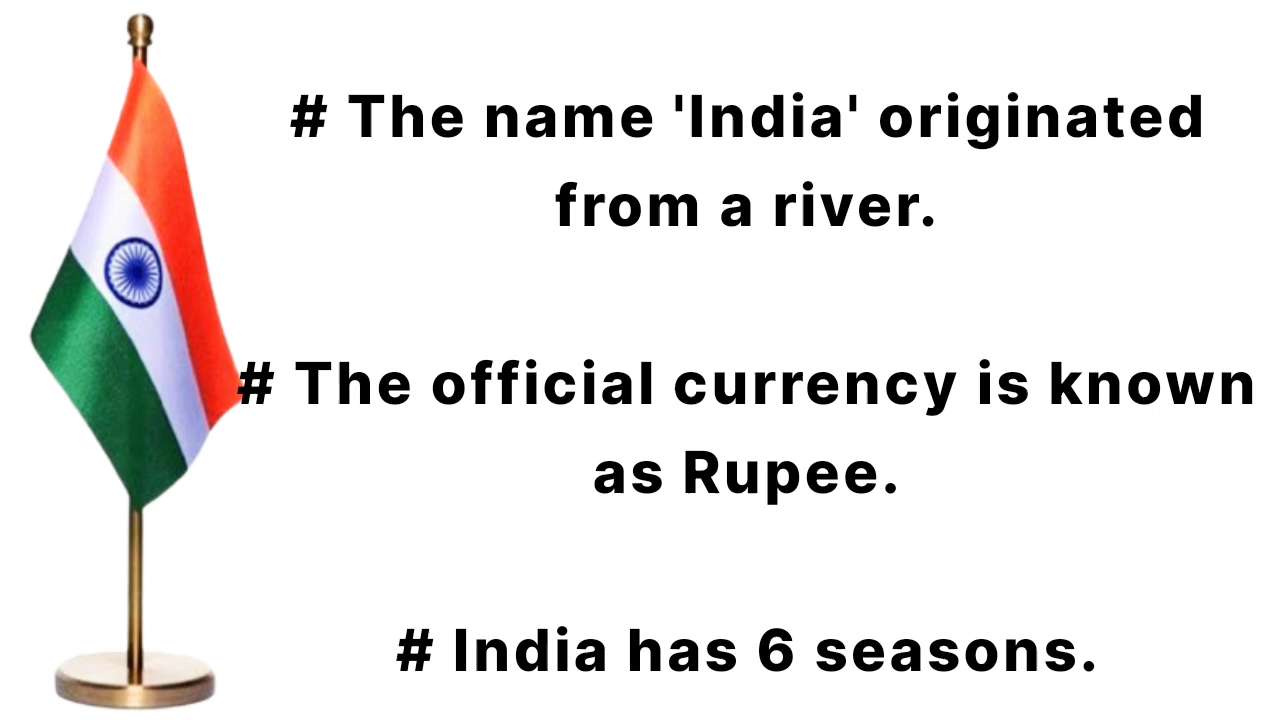 # The name 'India' originated
from a river.
# The official currency is known
as Rupee.
# India has 6 seasons.